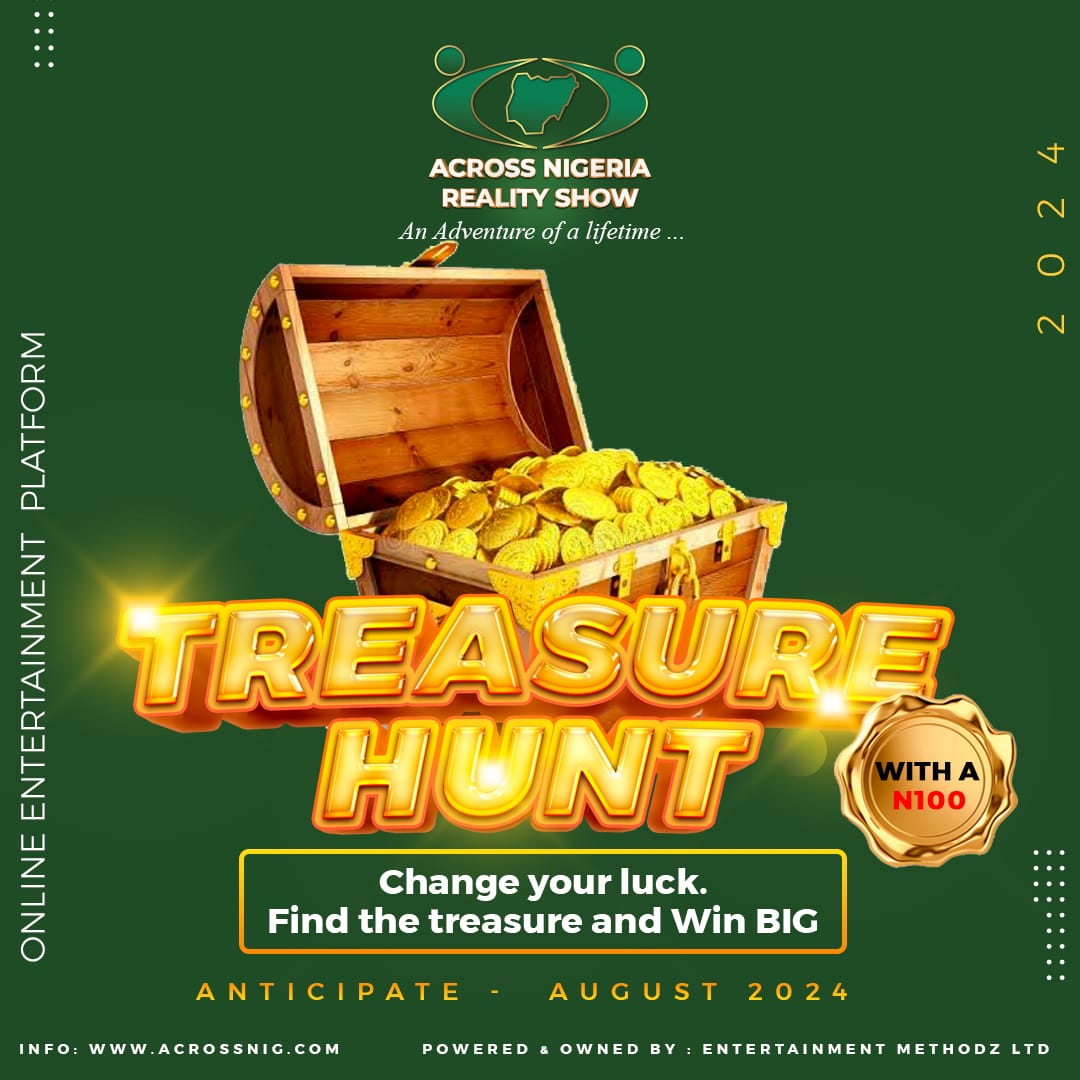 ACROSS NIGERIA
REALITY SHOW
An Adventure of a lifetime ...
2024
ONLINE ENTERTAINMENT PLATFORM
TREASURE
HUNT
WITH A
N100
Change your luck.
Find the treasure and Win BIG
ANTICIPATE - AUGUST 2024
INFO: WWW.ACROSSNIG.COM
POWERED & OWNED BY : ENTERTAINMENT METHODZ LTD